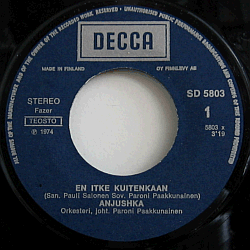 DECCA
MADE IN FINLAND
OY FINNLEVY AB
STEREO
Fazer
TEOSTO
Ⓟ 1974
SD 5803
1
5803 a
3'19
EN ITKE KUITENKAAN
(San. Pauli Salonen Sov. Paroni Paakkunainen)
ANJUSHKA
Orkesteri, joht. Paroni Paakkunainen